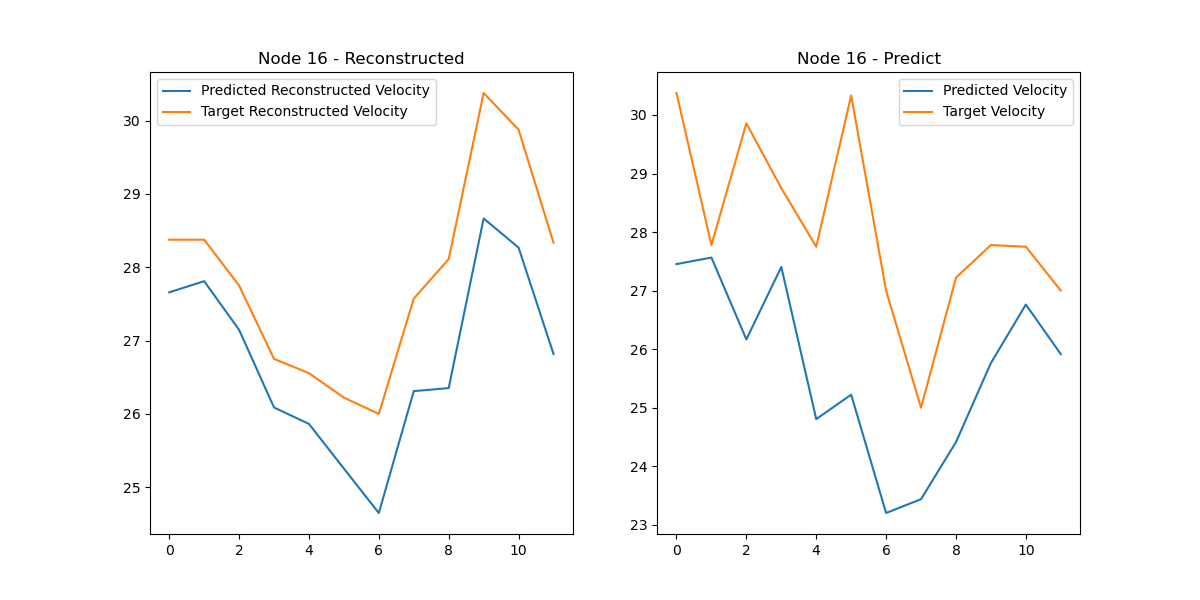 Node 16 - Reconstructed
Predicted Reconstructed Velocity
Target Reconstructed Velocity
30
29
28
27
26
25
0 2 4 6 8 10
Node 16 - Predict
Predicted Velocity
Target Velocity
30
29
28
27
26
25
24
23
0 2 4 6 8 10